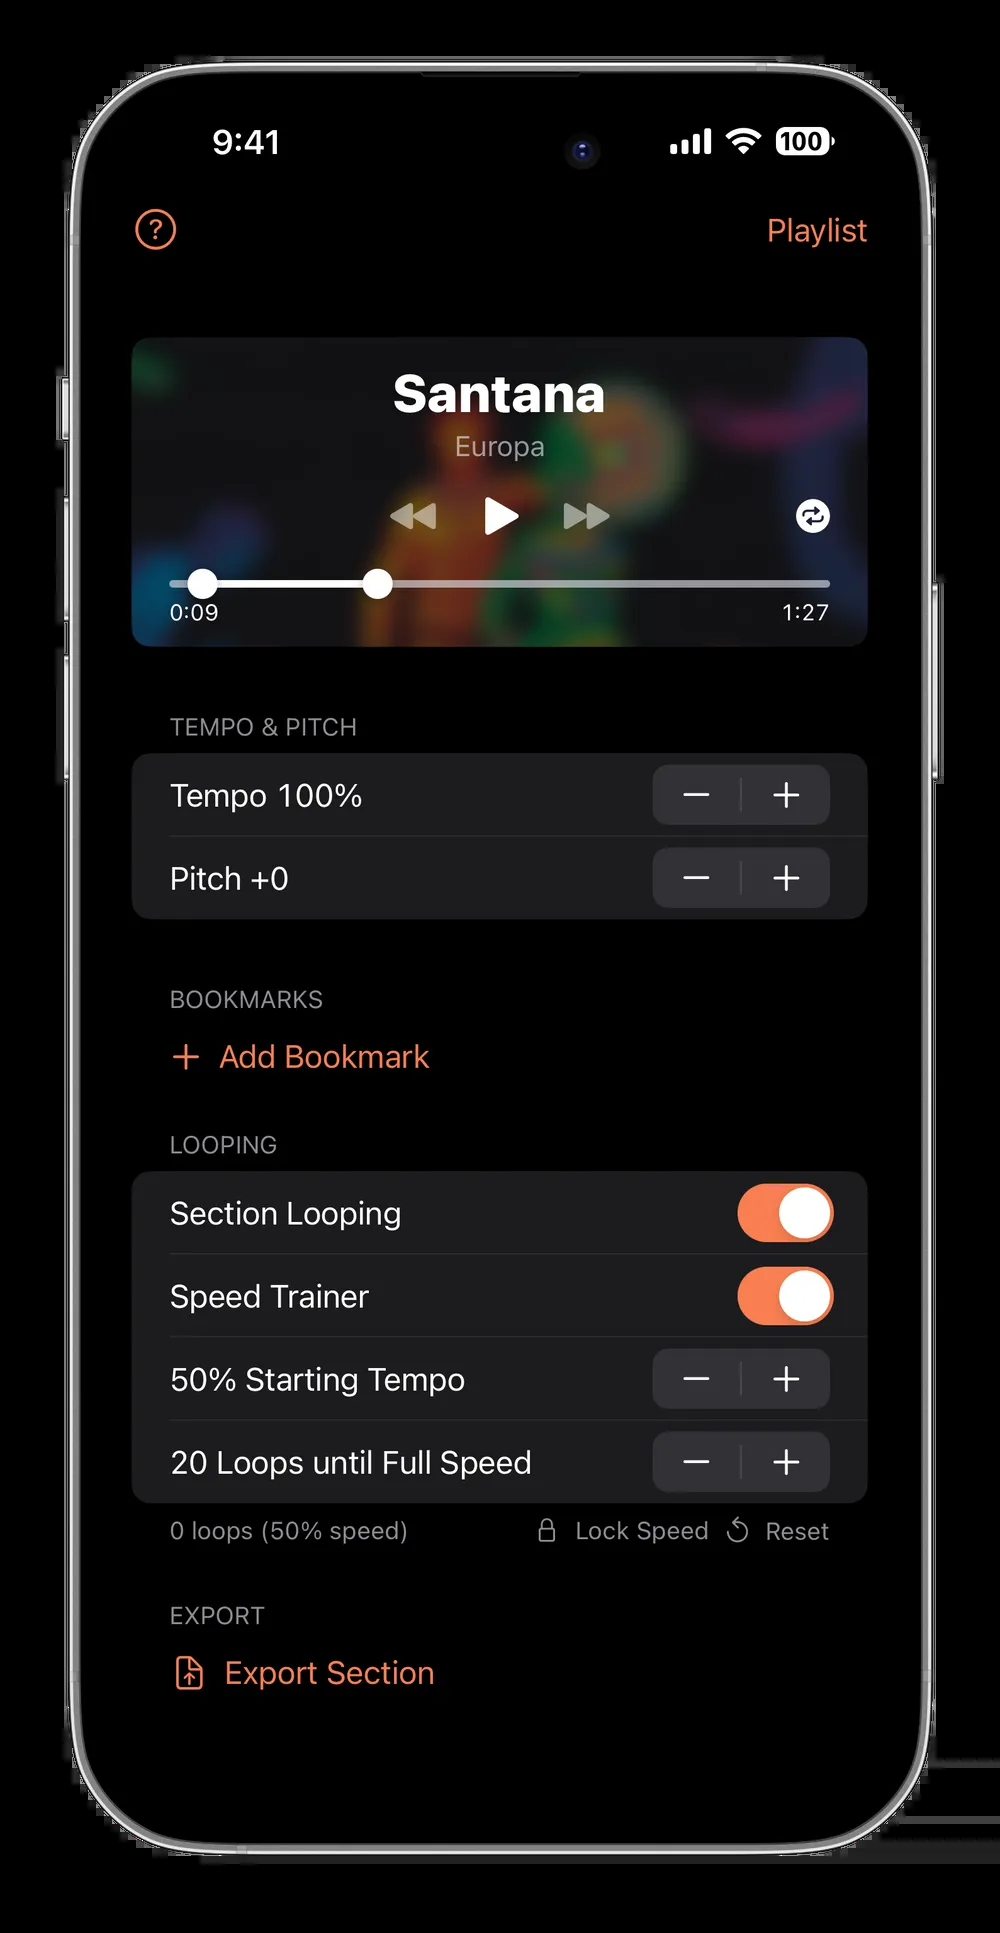 9:41
100
?
Playlist
Santana
Europa
0:09
1:27
TEMPO & PITCH
Tempo 100%
Pitch +0
BOOKMARKS
+ Add Bookmark
LOOPING
Section Looping
Speed Trainer
50% Starting Tempo
20 Loops until Full Speed
0 loops (50% speed) Lock Speed Reset
EXPORT
Export Section